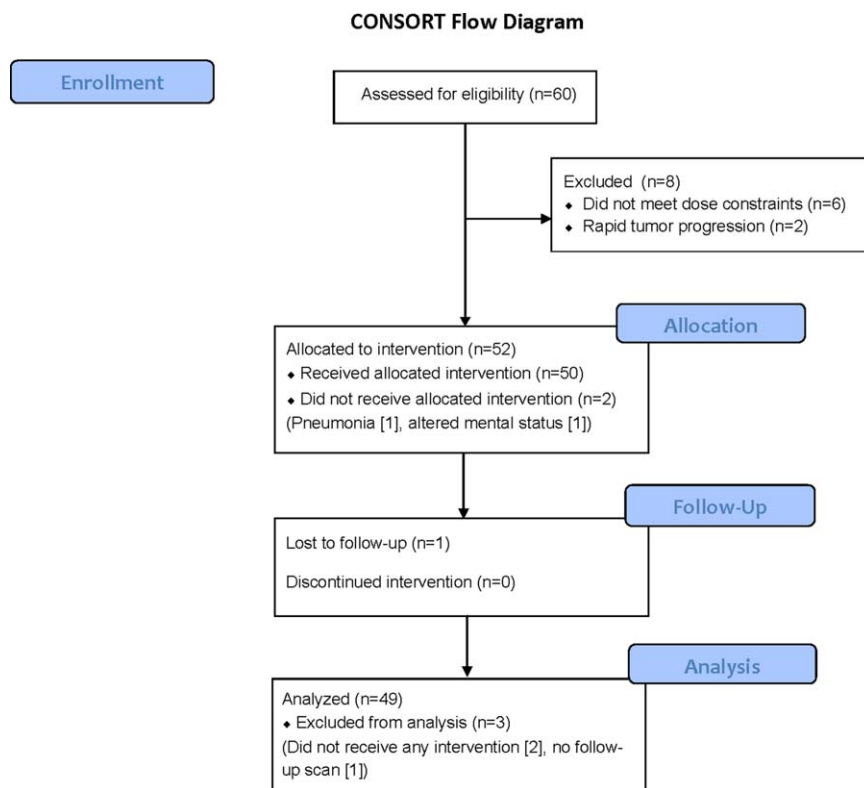 CONSORT Flow Diagram
Enrollment
Assessed for eligibility (n=60)
Excluded (n=8)
⬥ Did not meet dose constraints (n=6)
⬥ Rapid tumor progression (n=2)
Allocation
Allocated to intervention (n=52)
⬥ Received allocated intervention (n=50)
⬥ Did not receive allocated intervention (n=2)
(Pneumonia [1], altered mental status [1])
Follow-Up
Lost to follow-up (n=1)
Discontinued intervention (n=0)
Analysis
Analyzed (n=49)
⬥ Excluded from analysis (n=3)
(Did not receive any intervention [2], no follow-
up scan [1])